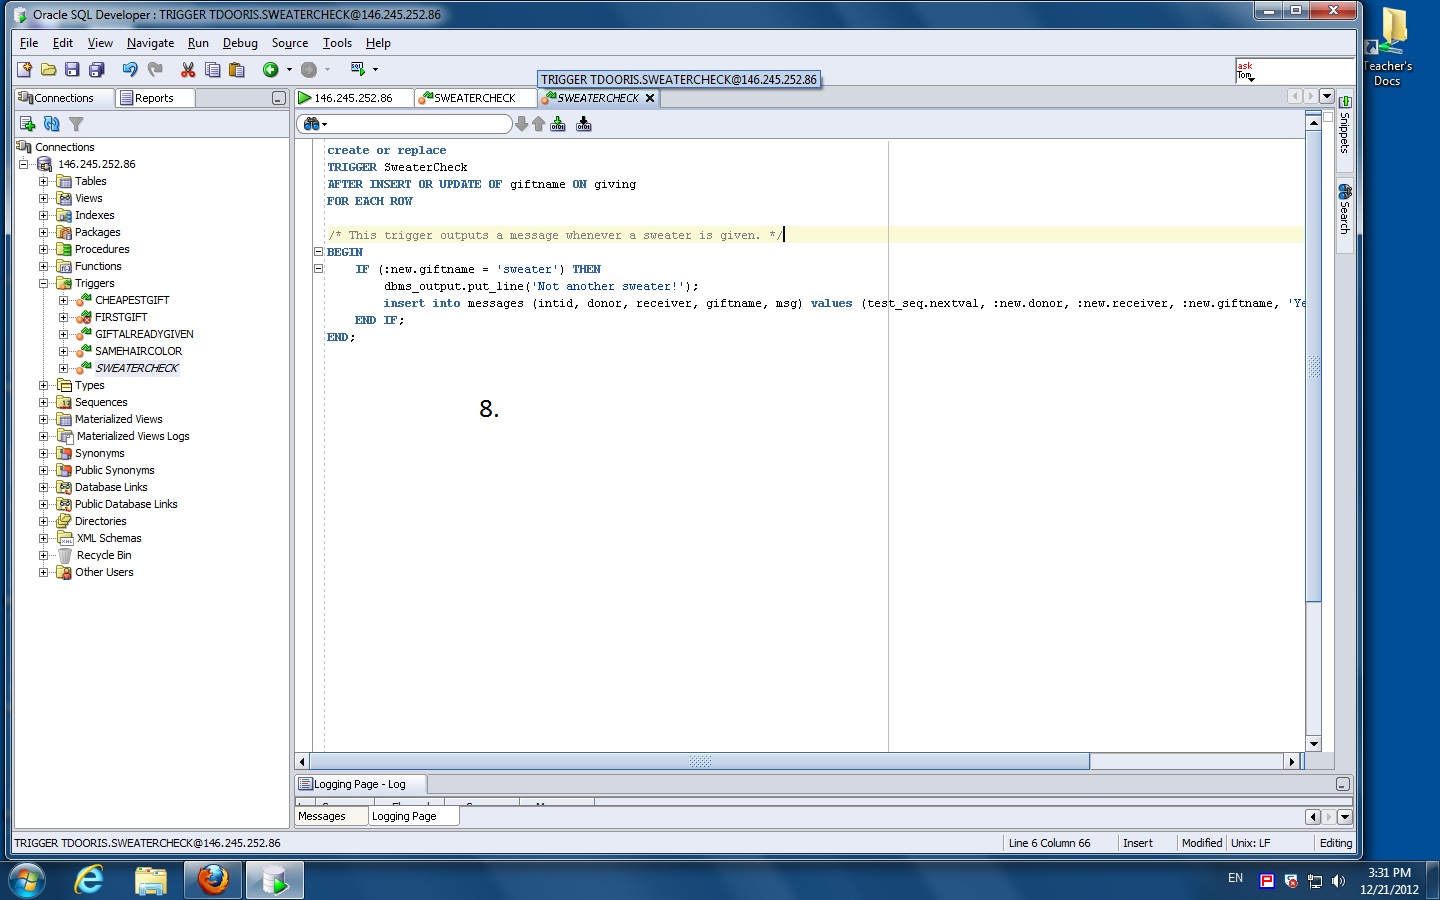 Oracle SQL Developer : TRIGGER TDOORIS.SWEATERCHECK@146.245.252.86
File Edit View Navigate Run Debug Source Tools Help
ask
Tom
TRIGGER TDOORIS.SWEATERCHECK@146.245.252.86
Connections Reports
146.245.252.86 SWEATERCHECK SWEATERCHECK
Connections
146.245.252.86
Tables
Views
Indexes
Packages
Procedures
Functions
Triggers
CHEAPESTGIFT
FIRSTGIFT
GIFTALREADYGIVEN
SAMEHAIRCOLOR
SWEATERCHECK
Types
Sequences
Materialized Views
Materialized Views Logs
Synonyms
Public Synonyms
Database Links
Public Database Links
Directories
XML Schemas
Recycle Bin
Other Users
create or replace
TRIGGER SweaterCheck
AFTER INSERT OR UPDATE OF giftname ON giving
FOR EACH ROW
/* This trigger outputs a message whenever a sweater is given. */
BEGIN
IF (:new.giftname = 'sweater') THEN
dbms_output.put_line('Not another sweater!');
insert into messages (intid, donor, receiver, giftname, msg) values (test_seq.nextval, :new.donor, :new.receiver, :new.giftname, 'Ye
END IF;
END;
8.
Snippets
Search
Logging Page - Log
Messages Logging Page
TRIGGER TDOORIS.SWEATERCHECK@146.245.252.86
Line 6 Column 66 Insert Modified Unix: LF Editing
Teacher's
Docs
EN
3:31 PM
12/21/2012